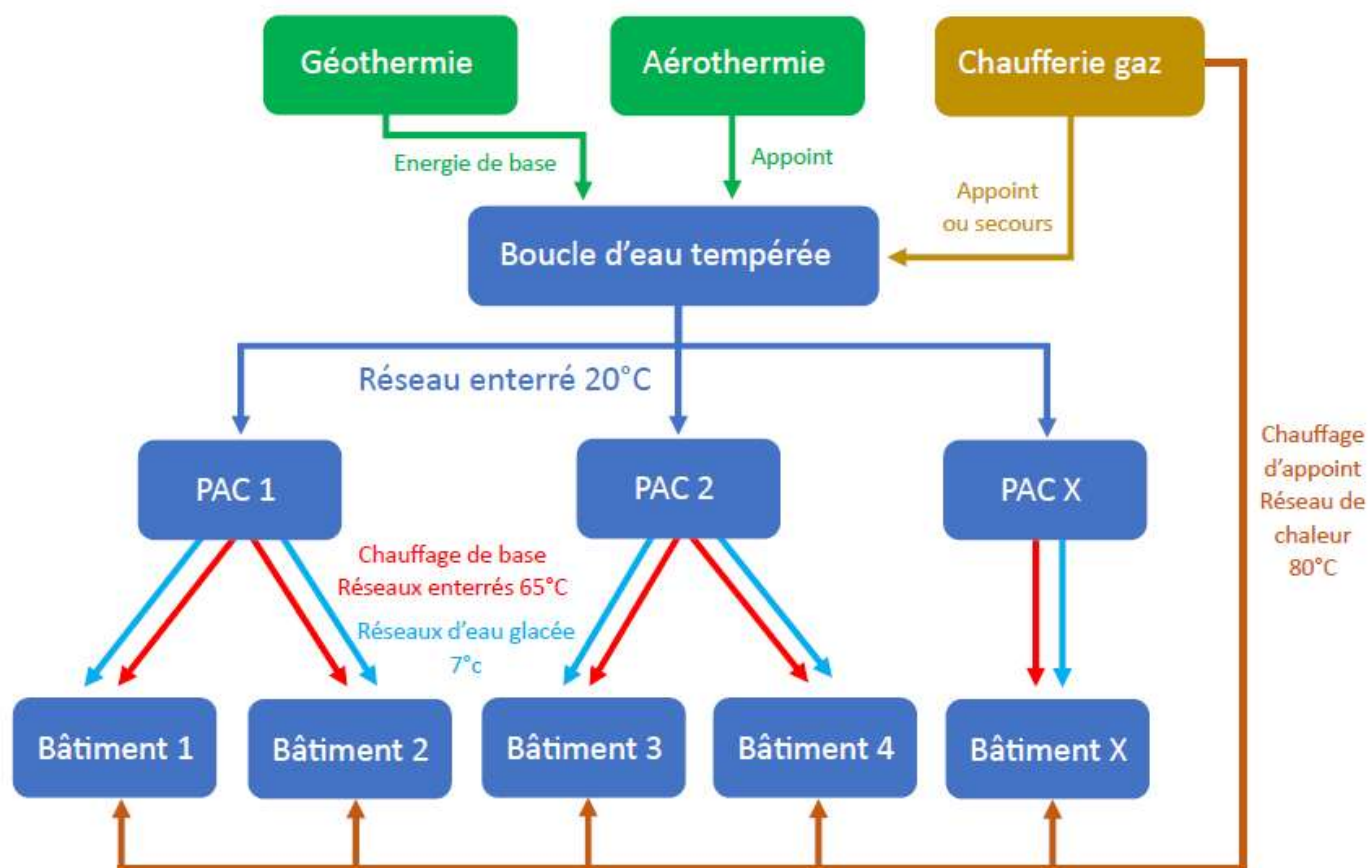 Géothermie
Aérothermie
Chaufferie gaz
Energie de base
Appoint
Appoint
ou secours
Boucle d'eau tempérée
Réseau enterré 20°C
PAC 1
PAC 2
PAC X
Chauffage
d'appoint
Réseau de
chaleur
80°C
Chauffage de base
Réseaux enterrés 65°C
Réseaux d'eau glacée
7°c
Bâtiment 1
Bâtiment 2
Bâtiment 3
Bâtiment 4
Bâtiment X